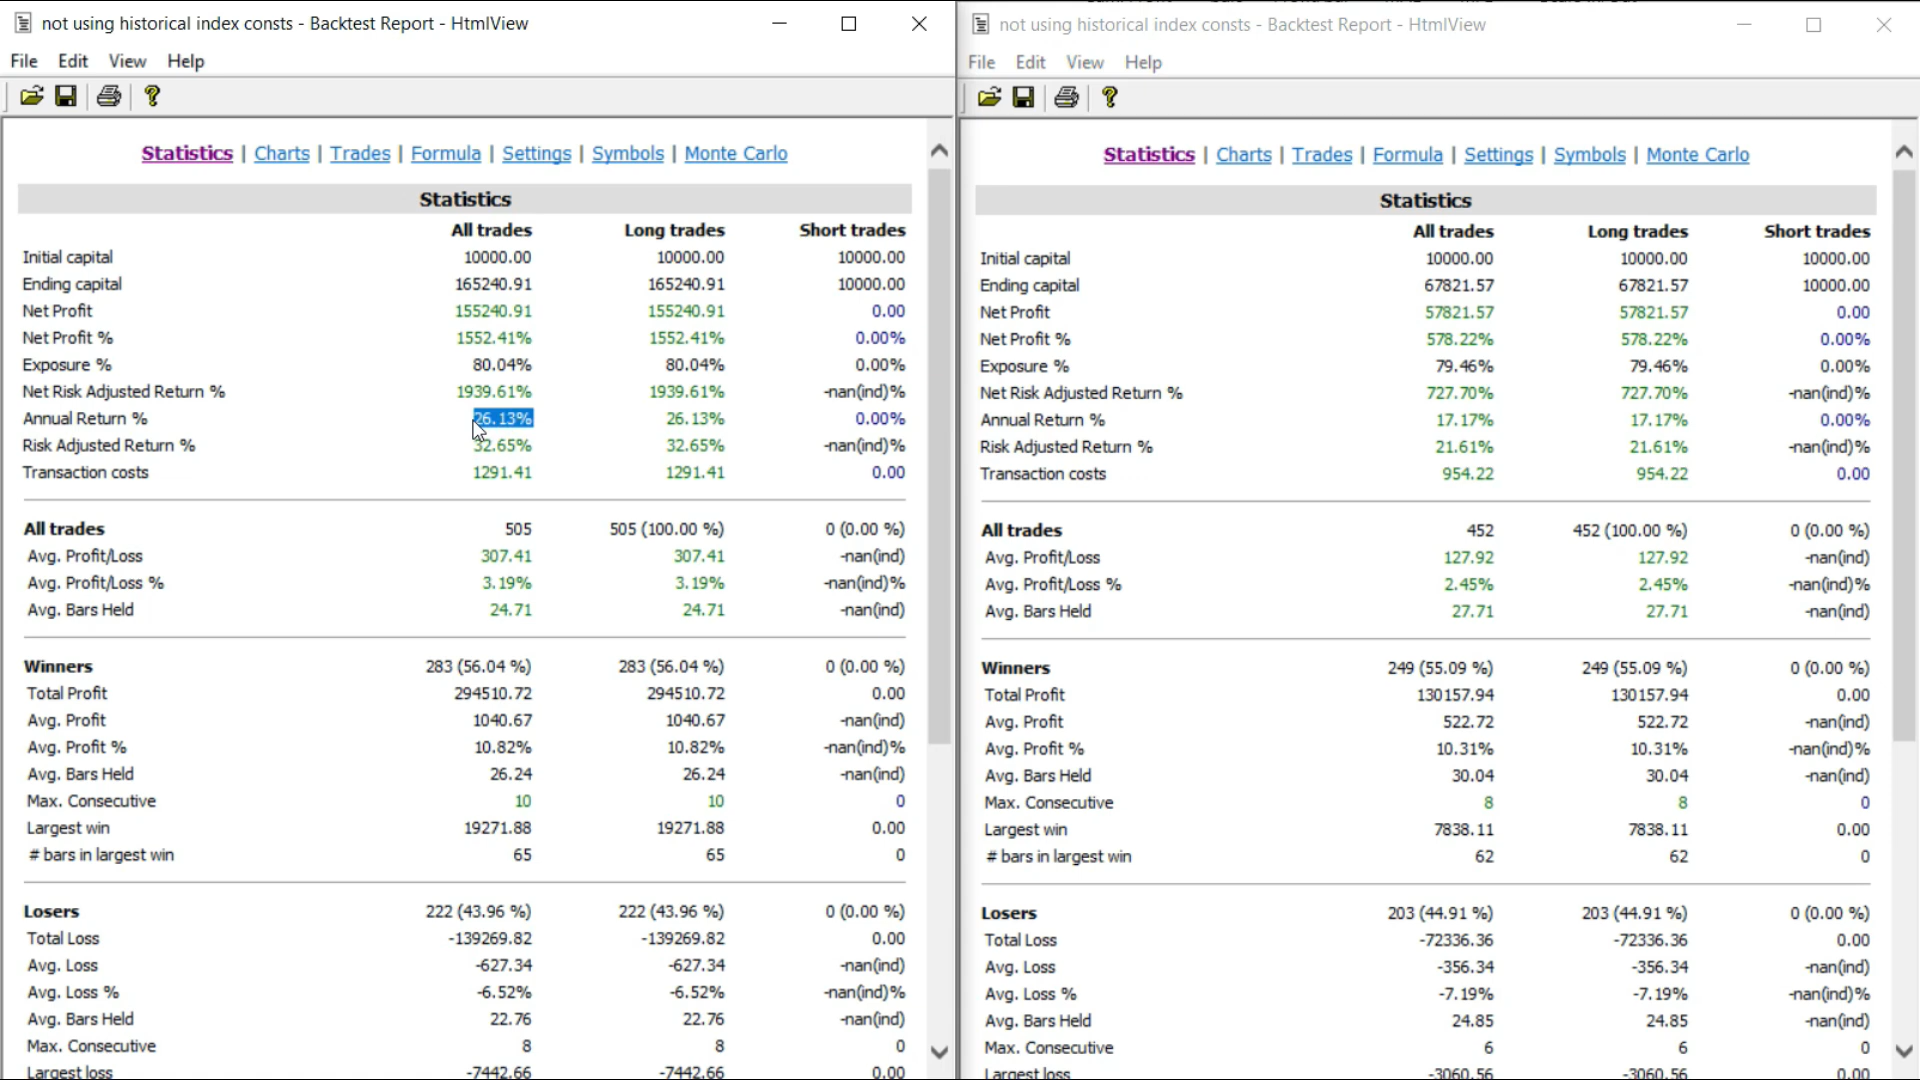 not using historical index consts - Backtest Report - HtmlView
File Edit View Help
Statistics | Charts | Trades | Formula | Settings | Symbols | Monte Carlo
Statistics
All trades Long trades Short trades
Initial capital 10000.00 10000.00 10000.00
Ending capital 165240.91 165240.91 10000.00
Net Profit 155240.91 155240.91 0.00
Net Profit % 1552.41% 1552.41% 0.00%
Exposure % 80.04% 80.04% 0.00%
Net Risk Adjusted Return % 1939.61% 1939.61% -nan(ind)%
Annual Return % 26.13% 26.13% 0.00%
Risk Adjusted Return % 32.65% 32.65% -nan(ind)%
Transaction costs 1291.41 1291.41 0.00
All trades 505 505 (100.00 %) 0 (0.00 %)
Avg. Profit/Loss 307.41 307.41 -nan(ind)
Avg. Profit/Loss % 3.19% 3.19% -nan(ind)%
Avg. Bars Held 24.71 24.71 -nan(ind)
Winners 283 (56.04 %) 283 (56.04 %) 0 (0.00 %)
Total Profit 294510.72 294510.72 0.00
Avg. Profit 1040.67 1040.67 -nan(ind)
Avg. Profit % 10.82% 10.82% -nan(ind)%
Avg. Bars Held 26.24 26.24 -nan(ind)
Max. Consecutive 10 10 0
Largest win 19271.88 19271.88 0.00
# bars in largest win 65 65 0
Losers 222 (43.96 %) 222 (43.96 %) 0 (0.00 %)
Total Loss -139269.82 -139269.82 0.00
Avg. Loss -627.34 -627.34 -nan(ind)
Avg. Loss % -6.52% -6.52% -nan(ind)%
Avg. Bars Held 22.76 22.76 -nan(ind)
Max. Consecutive 8 8 0
Largest loss -7442.66 -7442.66 0.00
not using historical index consts - Backtest Report - HtmlView
File Edit View Help
Statistics | Charts | Trades | Formula | Settings | Symbols | Monte Carlo
Statistics
All trades Long trades Short trades
Initial capital 10000.00 10000.00 10000.00
Ending capital 67821.57 67821.57 10000.00
Net Profit 57821.57 57821.57 0.00
Net Profit % 578.22% 578.22% 0.00%
Exposure % 79.46% 79.46% 0.00%
Net Risk Adjusted Return % 727.70% 727.70% -nan(ind)%
Annual Return % 17.17% 17.17% 0.00%
Risk Adjusted Return % 21.61% 21.61% -nan(ind)%
Transaction costs 954.22 954.22 0.00
All trades 452 452 (100.00 %) 0 (0.00 %)
Avg. Profit/Loss 127.92 127.92 -nan(ind)
Avg. Profit/Loss % 2.45% 2.45% -nan(ind)%
Avg. Bars Held 27.71 27.71 -nan(ind)
Winners 249 (55.09 %) 249 (55.09 %) 0 (0.00 %)
Total Profit 130157.94 130157.94 0.00
Avg. Profit 522.72 522.72 -nan(ind)
Avg. Profit % 10.31% 10.31% -nan(ind)%
Avg. Bars Held 30.04 30.04 -nan(ind)
Max. Consecutive 8 8 0
Largest win 7838.11 7838.11 0.00
# bars in largest win 62 62 0
Losers 203 (44.91 %) 203 (44.91 %) 0 (0.00 %)
Total Loss -72336.36 -72336.36 0.00
Avg. Loss -356.34 -356.34 -nan(ind)
Avg. Loss % -7.19% -7.19% -nan(ind)%
Avg. Bars Held 24.85 24.85 -nan(ind)
Max. Consecutive 6 6 0
Largest loss -3060.56 -3060.56 0.00